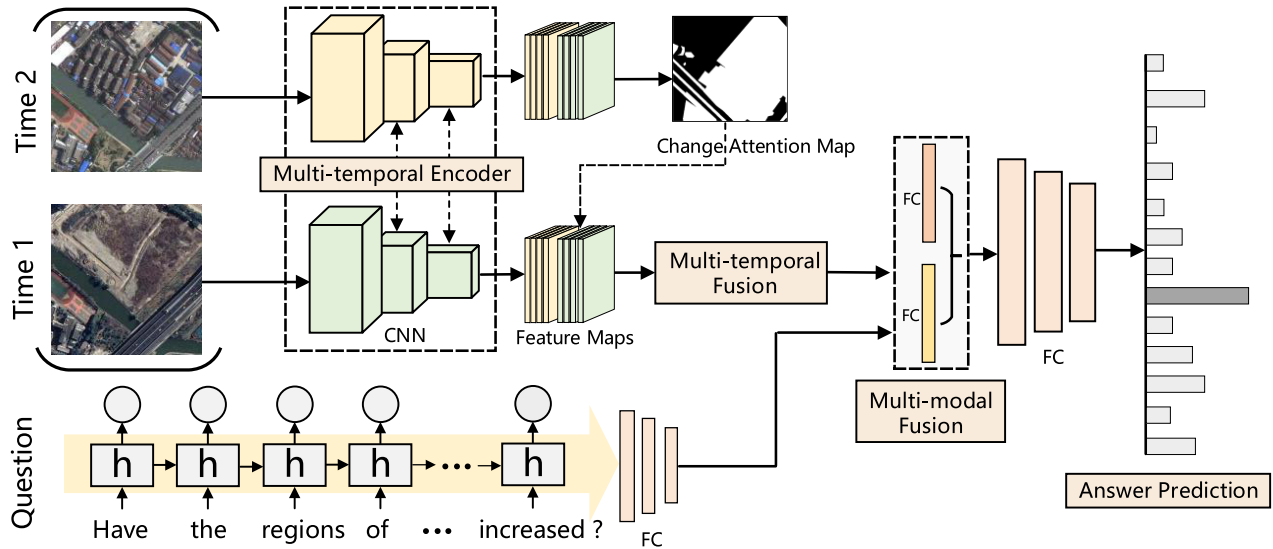 Time 2
Multi-temporal Encoder
Change Attention Map
Time 1
CNN
Feature Maps
Multi-temporal
Fusion
FC
FC
Multi-modal
Fusion
FC
Answer Prediction
Question
h
h
h
h
...
h
Have the regions of ... increased ?
FC